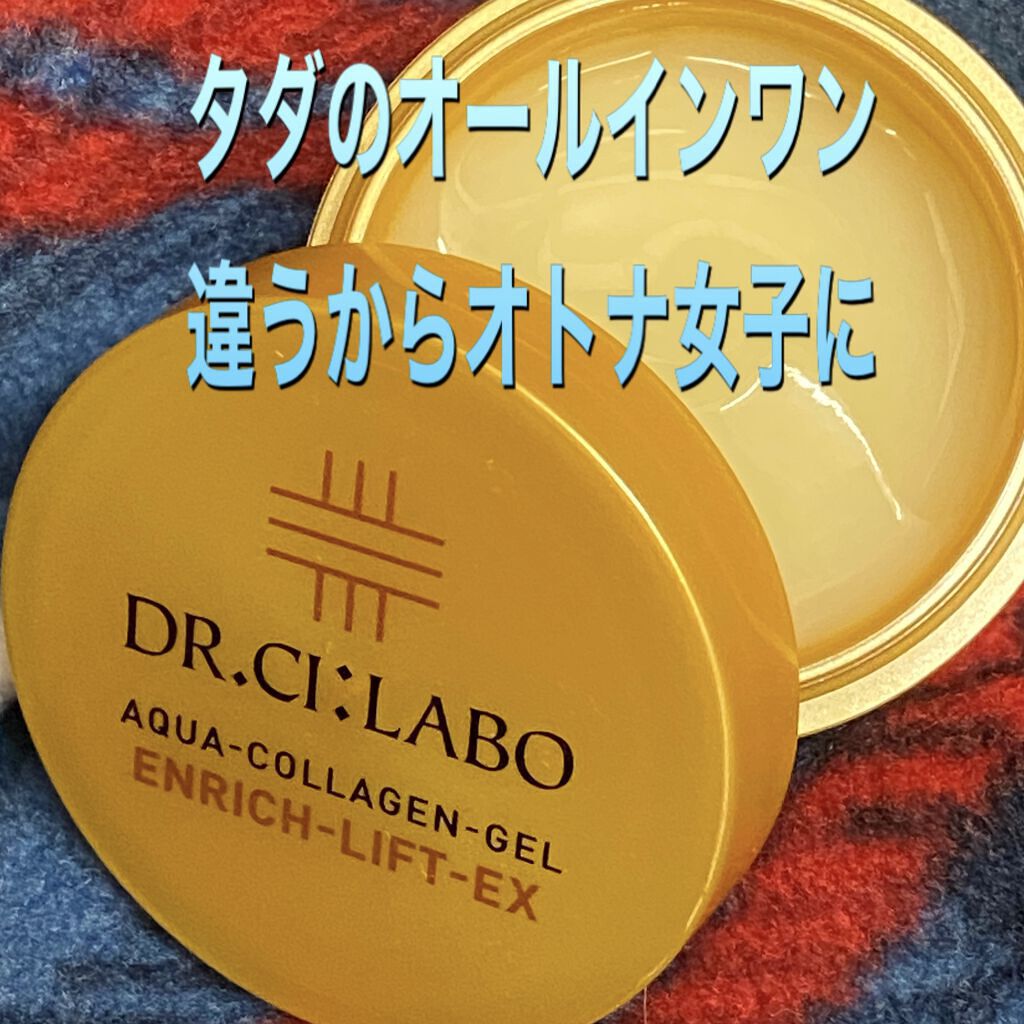 タダのオールインワン
違うからオトナ女子に
DR.CI:LABO
AQUA-COLLAGEN-GEL
ENRICH-LIFT-EX